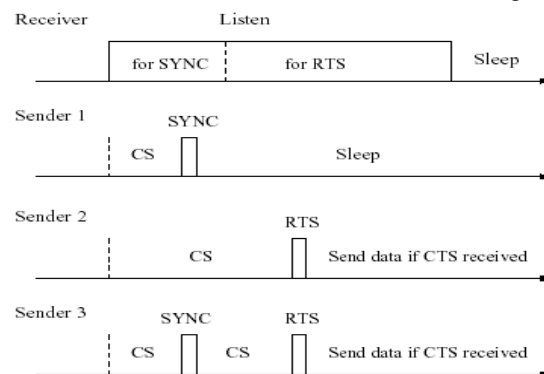 Receiver Listen
for SYNC for RTS Sleep
Sender 1 SYNC
CS Sleep
Sender 2 RTS
CS Send data if CTS received
Sender 3 SYNC RTS
CS CS Send data if CTS received